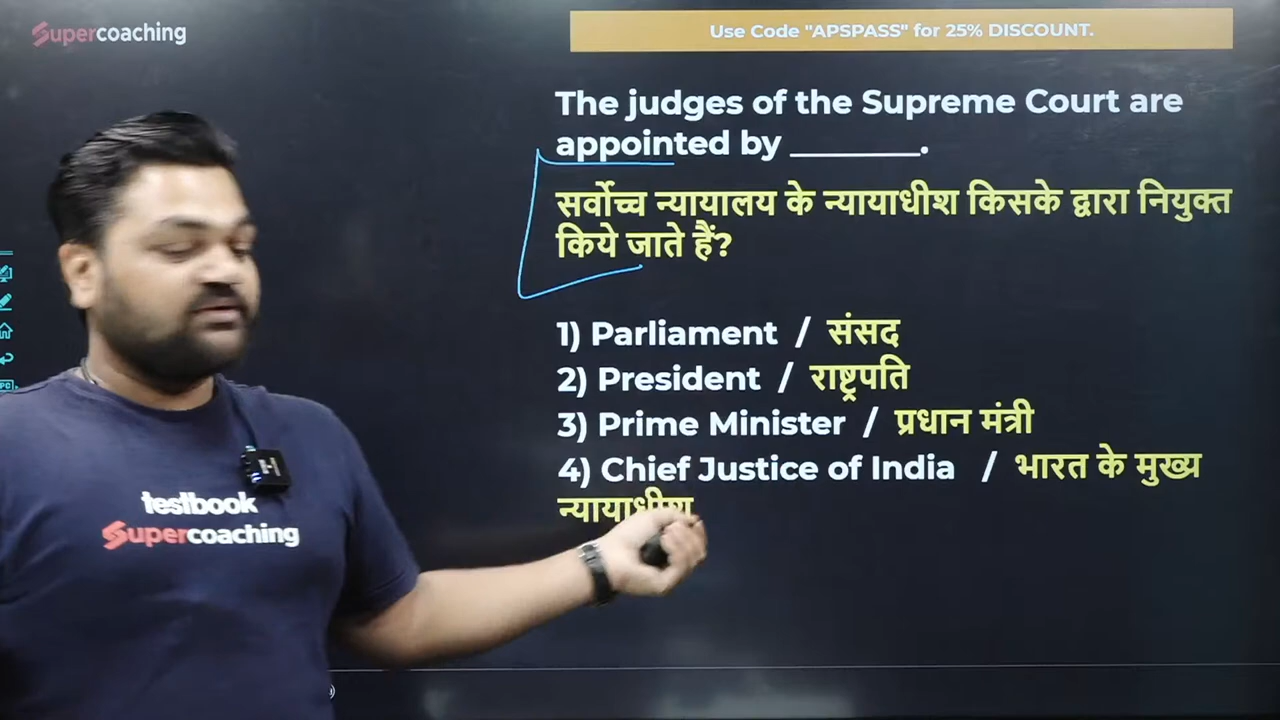 Supercoaching
Use Code "APSPASS" for 25% DISCOUNT.
The judges of the Supreme Court are
appointed by ________.
सर्वोच्च न्यायालय के न्यायाधीश किसके द्वारा नियुक्त
किये जाते हैं?
1) Parliament / संसद
2) President / राष्ट्रपति
3) Prime Minister / प्रधान मंत्री
4) Chief Justice of India / भारत के मुख्य
न्यायाधीश
testbook
Supercoaching